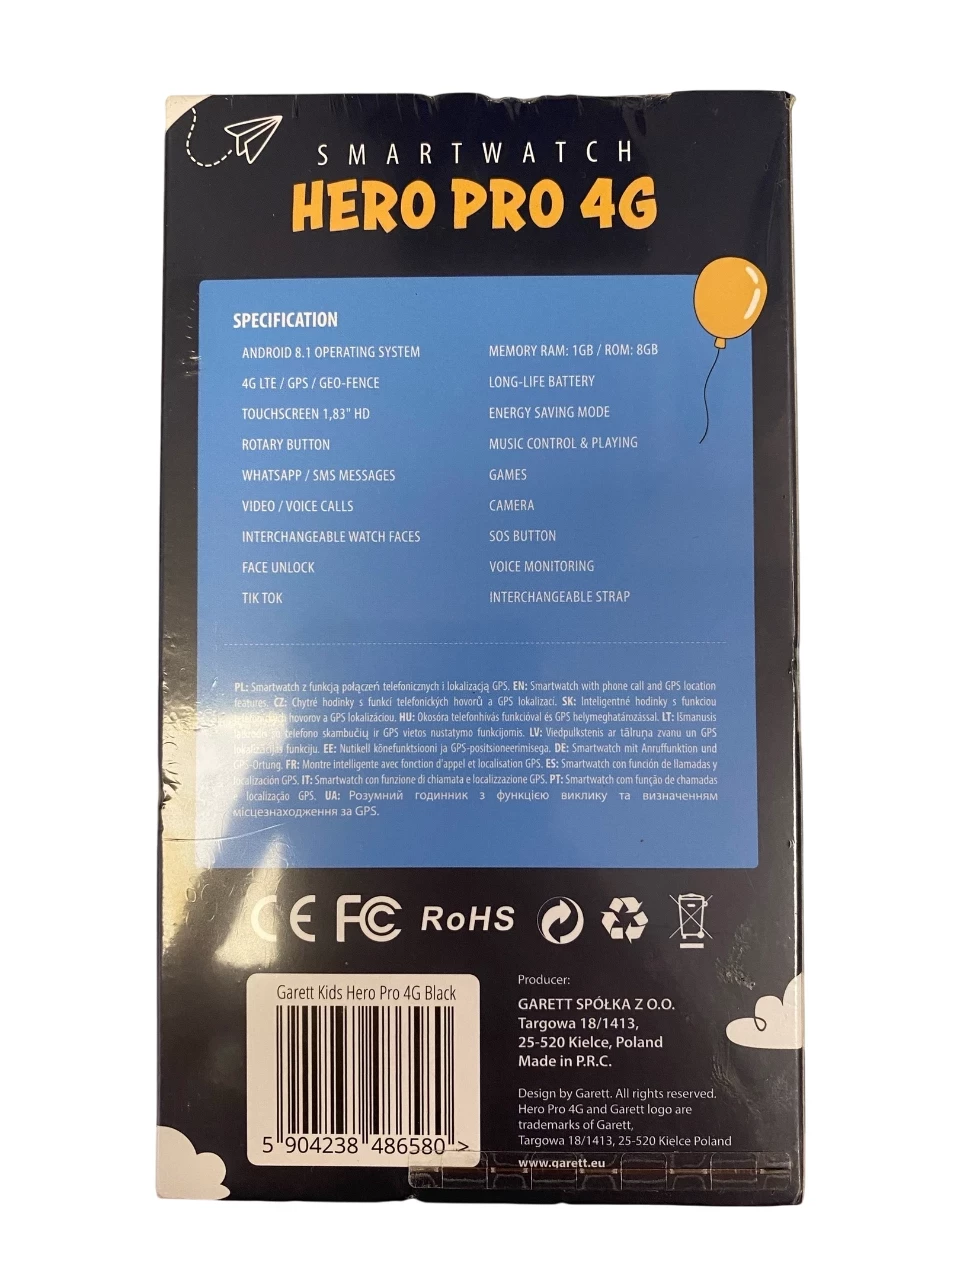 SMARTWATCH
HERO PRO 4G
SPECIFICATION
ANDROID 8.1 OPERATING SYSTEM
4G LTE / GPS / GEO-FENCE
TOUCHSCREEN 1,83" HD
ROTARY BUTTON
WHATSAPP / SMS MESSAGES
VIDEO / VOICE CALLS
INTERCHANGEABLE WATCH FACES
FACE UNLOCK
TIK TOK
MEMORY RAM: 1GB / ROM: 8GB
LONG-LIFE BATTERY
ENERGY SAVING MODE
MUSIC CONTROL & PLAYING
GAMES
CAMERA
SOS BUTTON
VOICE MONITORING
INTERCHANGEABLE STRAP
PL: Smartwatch z funkcją połączeń telefonicznych i lokalizacją GPS. EN: Smartwatch with phone call and GPS location
features. CZ: Chytré hodinky s funkcí telefonických hovorů a GPS lokalizací. SK: Inteligentné hodinky s funkciou
hovorov a GPS lokalizáciou. HU: Okosóra telefonhívás funkcióval és GPS helymeghatározással. LT: Išmanusis
telefono skambučių ir GPS vietos nustatymo funkcijomis. LV: Viedpulkstenis ar tālruņa zvanu un GPS
funkciju. EE: Nutikell kõnefunktsiooni ja GPS-positsioneerimisega. DE: Smartwatch mit Anruffunktion und
GPS-Ortung. FR: Montre intelligente avec fonction d'appel et localisation GPS. ES: Smartwatch con función de llamadas y
localización GPS. IT: Smartwatch con funzione di chiamata e localizzazione GPS. PT: Smartwatch com função de chamadas
localização GPS. UA: Розумний годинник з функцією виклику та визначенням
місцезнаходження за GPS.
CE FC RoHS
Garett Kids Hero Pro 4G Black
5 904238 486580 >
Producer:
GARETT SPÓŁKA Z O.O.
Targowa 18/1413,
25-520 Kielce, Poland
Made in P.R.C.
Design by Garett. All rights reserved.
Hero Pro 4G and Garett logo are
trademarks of Garett,
Targowa 18/1413, 25-520 Kielce Poland
www.garett.eu